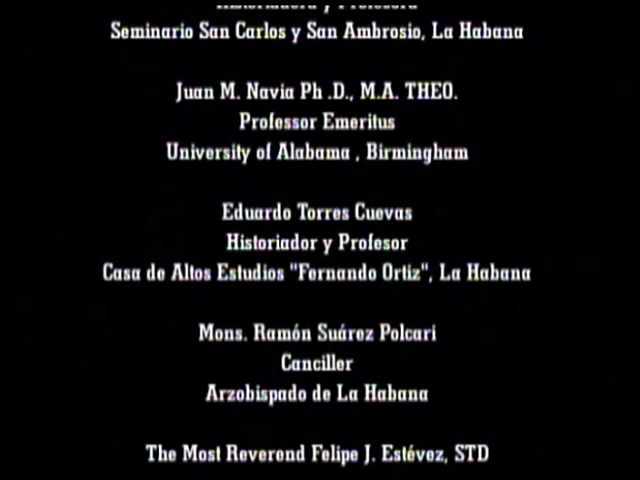 Seminario San Carlos y San Ambrosio, La Habana
Juan M. Navia Ph .D., M.A. THEO.
Professor Emeritus
University of Alabama , Birmingham
Eduardo Torres Cuevas
Historiador y Profesor
Casa de Altos Estudios "Fernando Ortiz", La Habana
Mons. Ramón Suárez Polcari
Canciller
Arzobispado de La Habana
The Most Reverend Felipe J. Estévez, STD